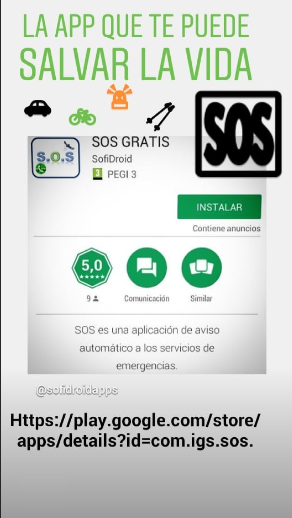 LA APP QUE TE PUEDE
SALVAR LA VIDA
SOS
S.O.S
SOS GRATIS
SofiDroid
3 PEGI 3
INSTALAR
Contiene anuncios
5,0
9
Comunicación
Similar
SOS es una aplicación de aviso
automático a los servicios de
emergencias.
@sofidroidapps
Https://play.google.com/store/
apps/details?id=com.igs.sos.